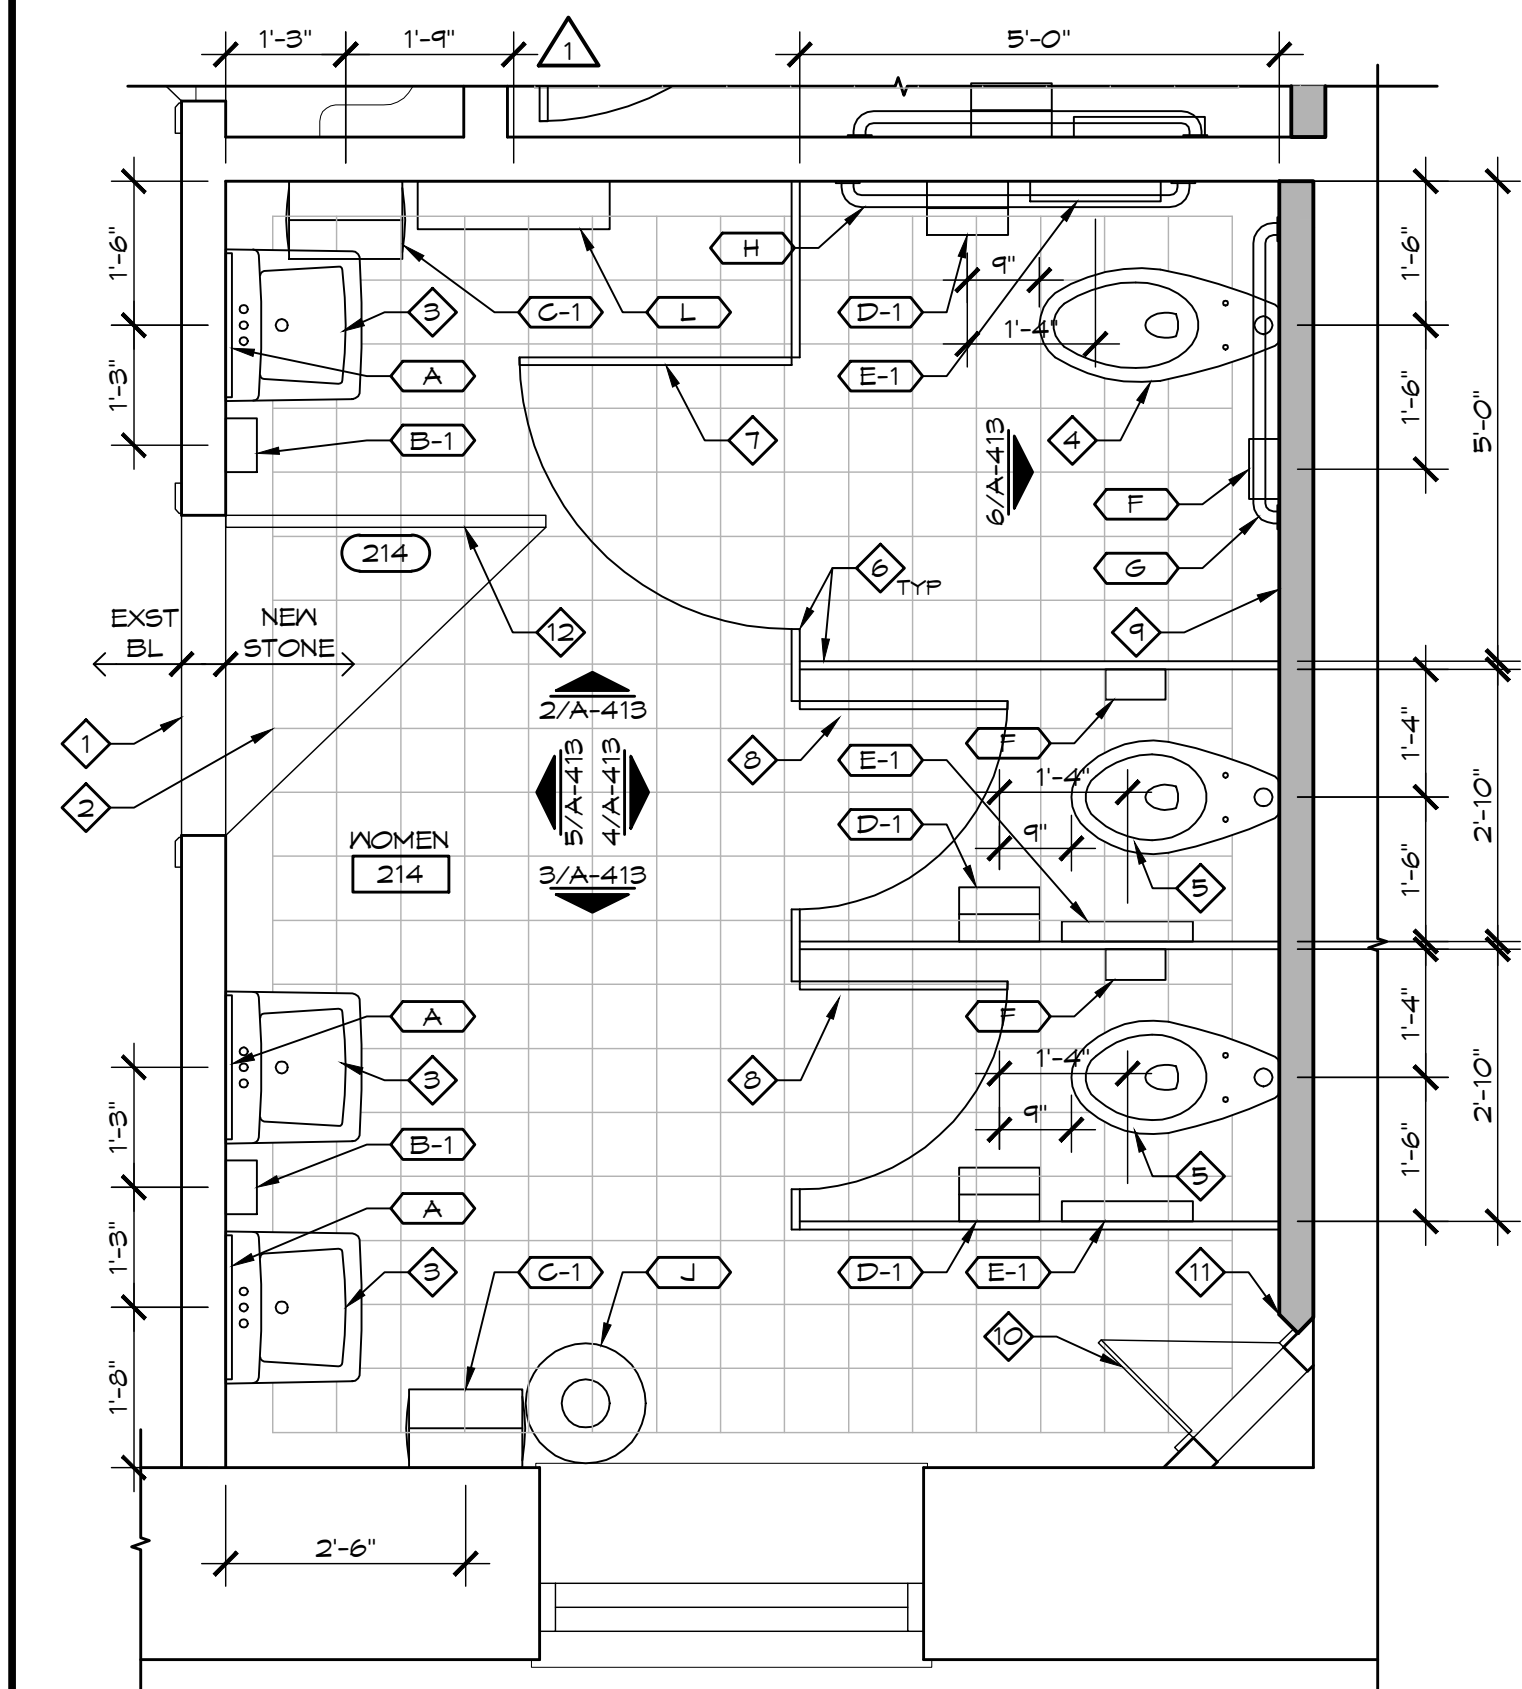 1'-3"
1'-9"
1
5'-0"
1'-6"
H
9"
1'-6"
C-1
L
D-1
3
1'-4"
1'-3"
A
E-1
1'-6"
5'-0"
B-1
7
4
6/A-413
F
214
6
TYP
G
EXST
BL
NEW
STONE
12
9
2/A-413
1
8
F
1'-4"
E-1
1'-4"
5/A-413
4/A-413
2
D-1
9"
2'-10"
WOMEN
214
3/A-413
5
1'-6"
A
F
1'-4"
3
8
1'-4"
2'-10"
1'-3"
B-1
9"
1'-6"
5
A
1'-3"
3
C-1
J
D-1
E-1
11
10
1'-8"
2'-6"